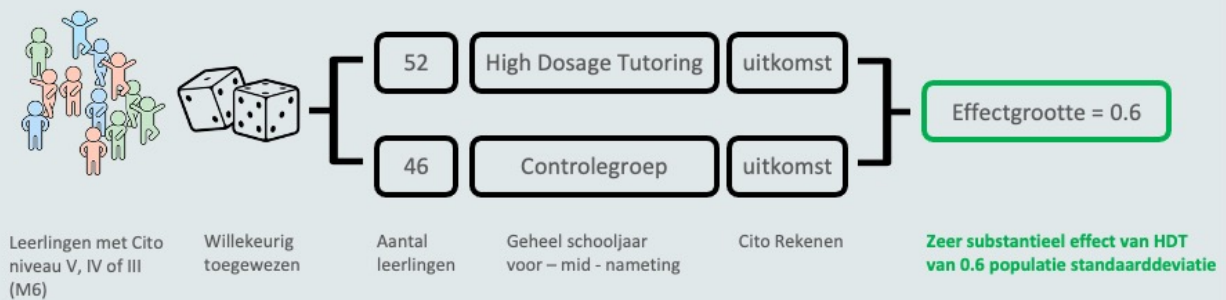 52
High Dosage Tutoring
uitkomst
Effectgrootte = 0.6
46
Controlegroep
uitkomst
Leerlingen met Cito
niveau V, IV of III
(M6)
Willekeurig
toegewezen
Aantal
leerlingen
Geheel schooljaar
voor – mid - nameting
Cito Rekenen
Zeer substantieel effect van HDT
van 0.6 populatie standaarddeviatie